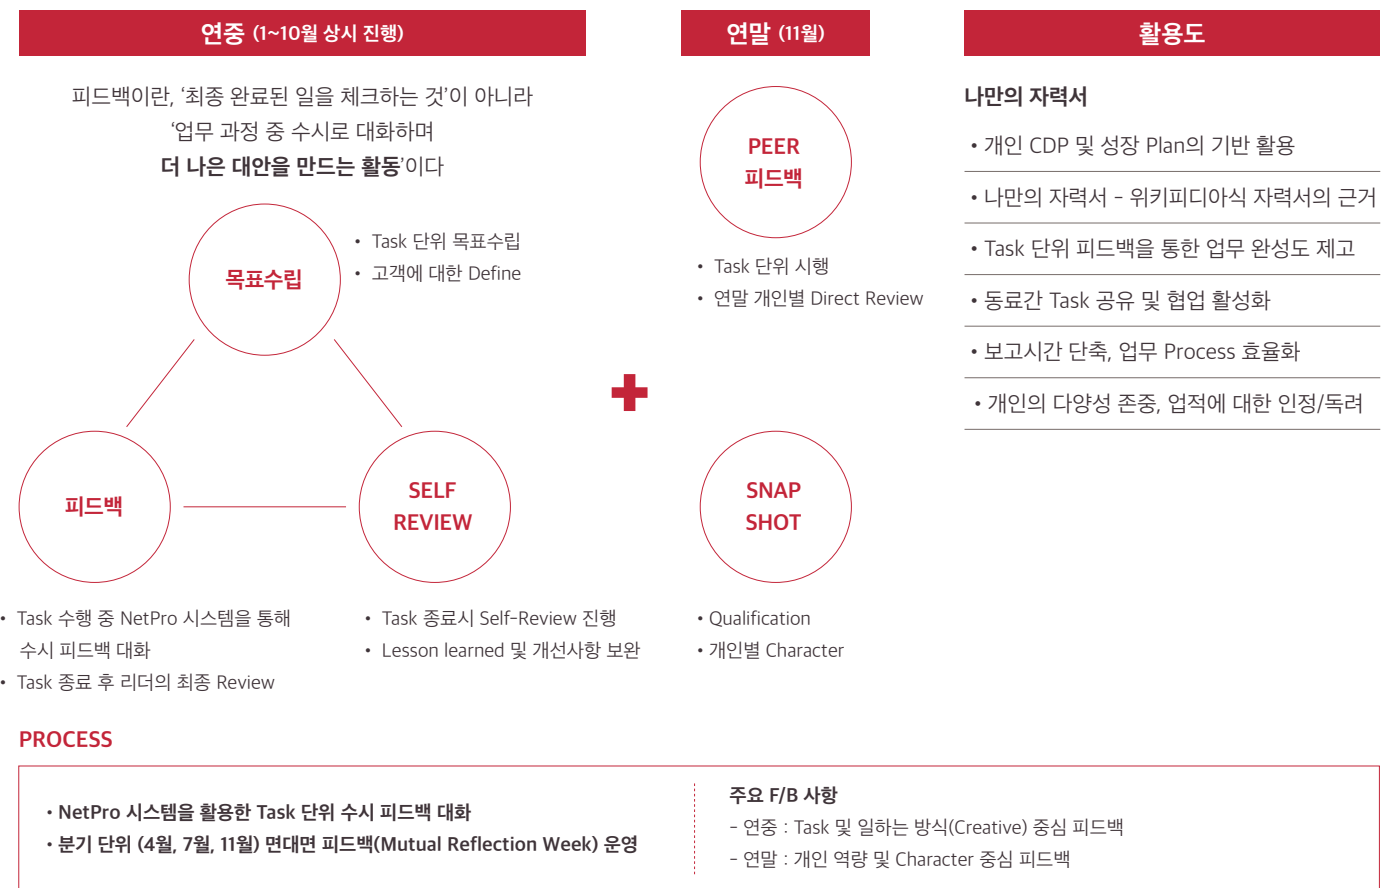 연중 (1~10월 상시 진행)
피드백이란, ‘최종 완료된 일을 체크하는 것’이 아니라
‘업무 과정 중 수시로 대화하며
더 나은 대안을 만드는 활동’이다
목표수립
• Task 단위 목표수립
• 고객에 대한 Define
피드백
SELF
REVIEW
• Task 수행 중 NetPro 시스템을 통해
수시 피드백 대화
• Task 종료 후 리더의 최종 Review
• Task 종료시 Self-Review 진행
• Lesson learned 및 개선사항 보완
연말 (11월)
PEER
피드백
• Task 단위 시행
• 연말 개인별 Direct Review
SNAP
SHOT
• Qualification
• 개인별 Character
활용도
나만의 자력서
• 개인 CDP 및 성장 Plan의 기반 활용
• 나만의 자력서 - 위키피디아식 자력서의 근거
• Task 단위 피드백을 통한 업무 완성도 제고
• 동료간 Task 공유 및 협업 활성화
• 보고시간 단축, 업무 Process 효율화
• 개인의 다양성 존중, 업적에 대한 인정/독려
PROCESS
• NetPro 시스템을 활용한 Task 단위 수시 피드백 대화
• 분기 단위 (4월, 7월, 11월) 면대면 피드백(Mutual Reflection Week) 운영
주요 F/B 사항
- 연중 : Task 및 일하는 방식(Creative) 중심 피드백
- 연말 : 개인 역량 및 Character 중심 피드백